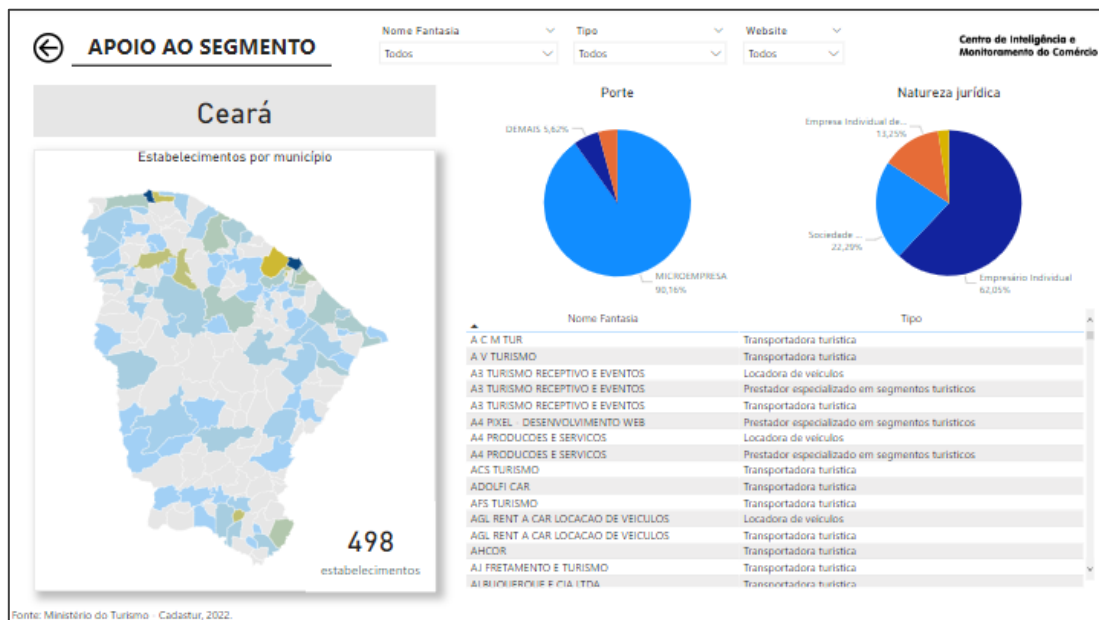 APOIO AO SEGMENTO
Nome Fantasia
Todos
Tipo
Todos
Website
Todos
Centro de Inteligência e
Monitoramento do Comércio
Ceará
Estabelecimentos por município
498
estabelecimentos
Porte
DEMAIS 5,62%
MICROEMPRESA
90,16%
Natureza jurídica
Empresa Individual de...
13,25%
Sociedade ...
22,29%
Empresário Individual
62,05%
Nome Fantasia Tipo
A C M TUR Transportadora turística
A V TURISMO Transportadora turística
A3 TURISMO RECEPTIVO E EVENTOS Locadora de veículos
A3 TURISMO RECEPTIVO E EVENTOS Prestador especializado em segmentos turísticos
A3 TURISMO RECEPTIVO E EVENTOS Transportadora turística
A4 PIXEL - DESENVOLVIMENTO WEB Prestador especializado em segmentos turísticos
A4 PRODUCOES E SERVICOS Locadora de veículos
A4 PRODUCOES E SERVICOS Prestador especializado em segmentos turísticos
ACS TURISMO Transportadora turística
ADOLFI CAR Transportadora turística
AFS TURISMO Transportadora turística
AGL RENT A CAR LOCACAO DE VEICULOS Locadora de veículos
AGL RENT A CAR LOCACAO DE VEICULOS Transportadora turística
AHCOR Transportadora turística
AJ FRETAMENTO E TURISMO Transportadora turística
ALBUQUERQUE E CIA LTDA Transportadora turística
Fonte: Ministério do Turismo - Cadastur, 2022.